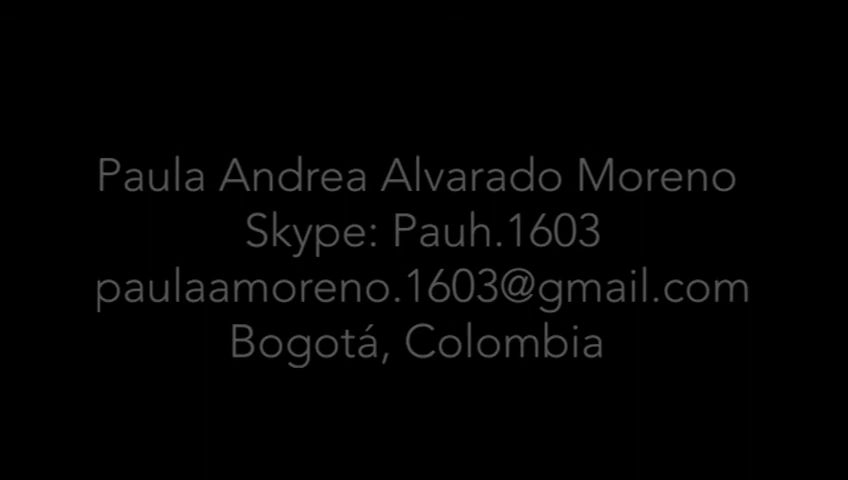 Paula Andrea Alvarado Moreno
Skype: Pauh.1603
paulaamoreno.1603@gmail.com
Bogotá, Colombia